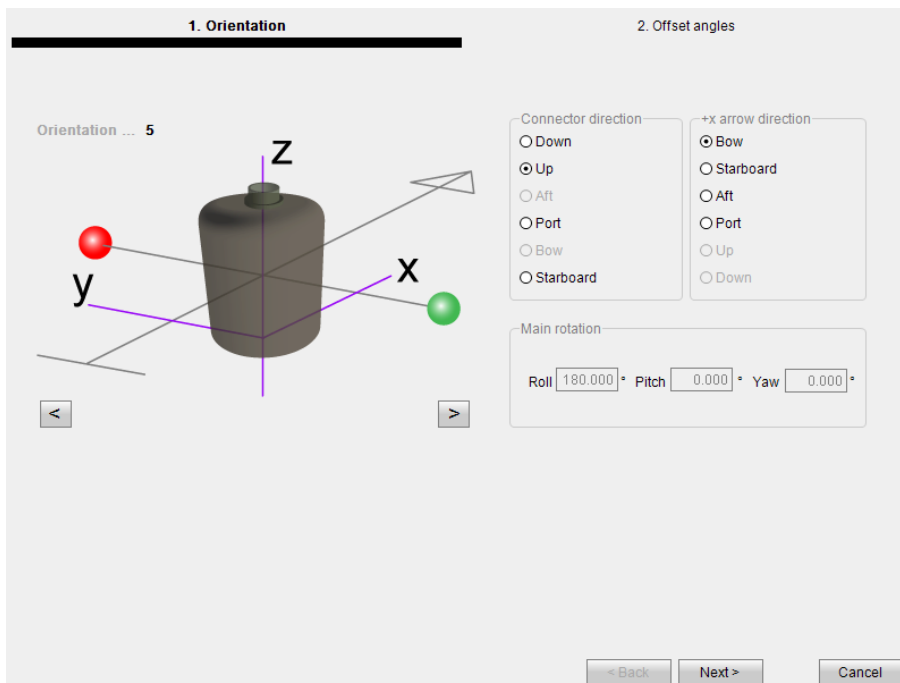 1. Orientation
2. Offset angles
Orientation ... 5
z
y
x
<
>
Connector direction
Down
Up
Aft
Port
Bow
Starboard
+x arrow direction
Bow
Starboard
Aft
Port
Up
Down
Main rotation
Roll 180.000 ° Pitch 0.000 ° Yaw 0.000 °
< Back Next > Cancel